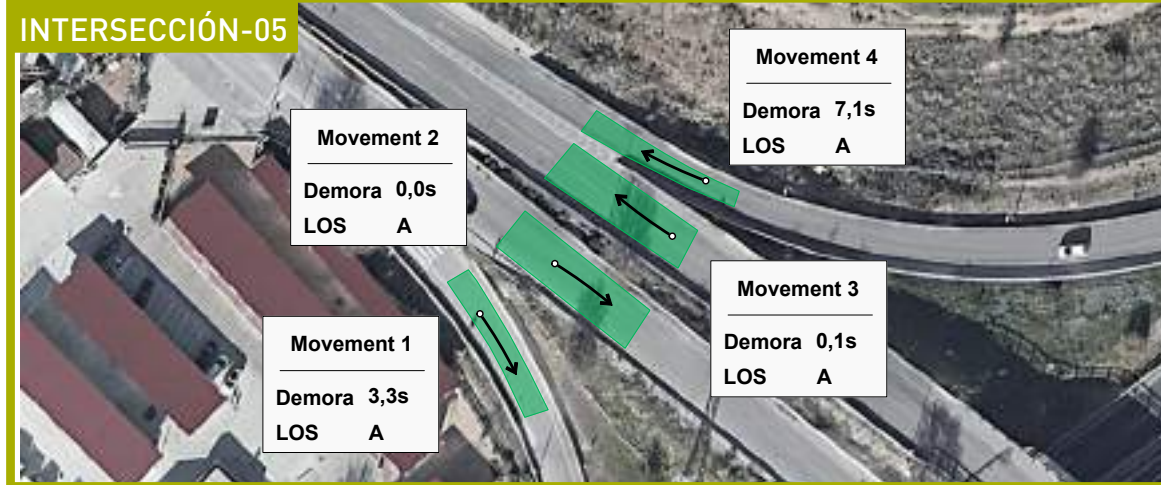 INTERSECCIÓN-05
Movement 4
Demora 7,1s
LOS A
Movement 2
Demora 0,0s
LOS A
Movement 3
Demora 0,1s
LOS A
Movement 1
Demora 3,3s
LOS A